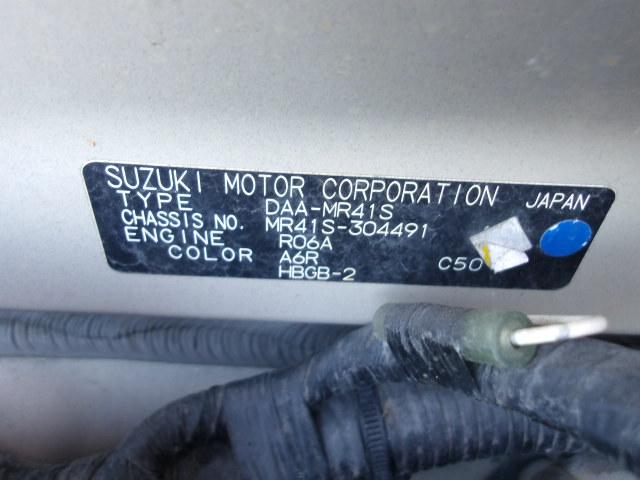 SUZUKI MOTOR CORPORATION JAPAN
TYPE DAA-MR41S
CHASSIS NO. MR41S-304491
ENGINE R06A
COLOR A6R C50
HBGB-2